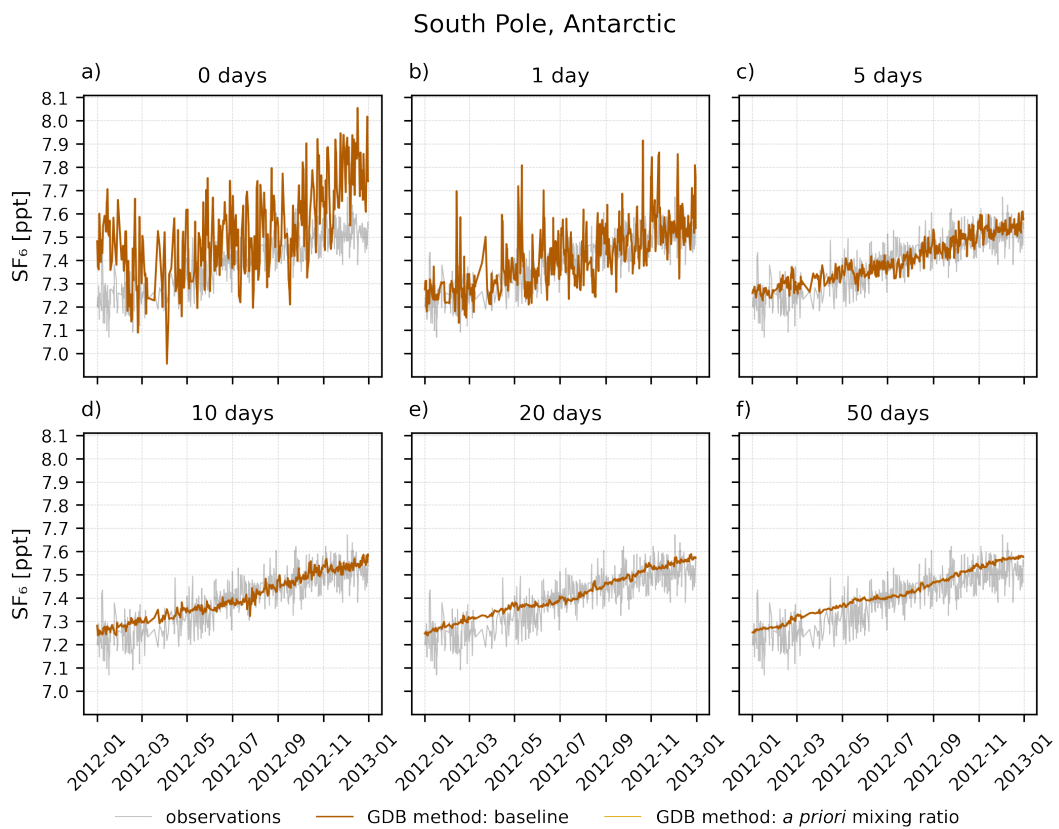 South Pole, Antarctic
a) 0 days
b) 1 day
c) 5 days
8.1
8.0
7.9
7.8
7.7
7.6
7.5
7.4
7.3
7.2
7.1
7.0
SF₆ [ppt]
d) 10 days
e) 20 days
f) 50 days
8.1
8.0
7.9
7.8
7.7
7.6
7.5
7.4
7.3
7.2
7.1
7.0
SF₆ [ppt]
2012-01 2012-03 2012-05 2012-07 2012-09 2012-11 2013-01
2012-01 2012-03 2012-05 2012-07 2012-09 2012-11 2013-01
2012-01 2012-03 2012-05 2012-07 2012-09 2012-11 2013-01
observations GDB method: baseline GDB method: a priori mixing ratio